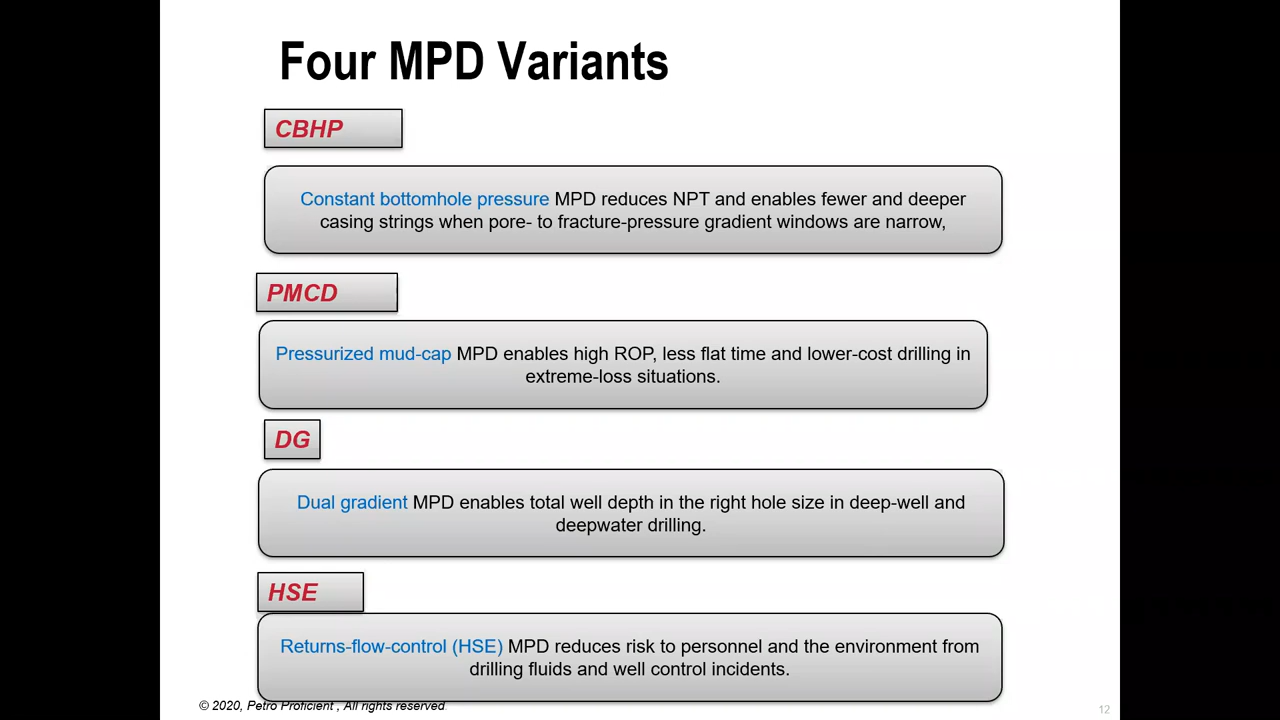 Four MPD Variants
CBHP
Constant bottomhole pressure MPD reduces NPT and enables fewer and deeper
casing strings when pore- to fracture-pressure gradient windows are narrow,
PMCD
Pressurized mud-cap MPD enables high ROP, less flat time and lower-cost drilling in
extreme-loss situations.
DG
Dual gradient MPD enables total well depth in the right hole size in deep-well and
deepwater drilling.
HSE
Returns-flow-control (HSE) MPD reduces risk to personnel and the environment from
drilling fluids and well control incidents.
© 2020, Petro Proficient , All rights reserved.
12